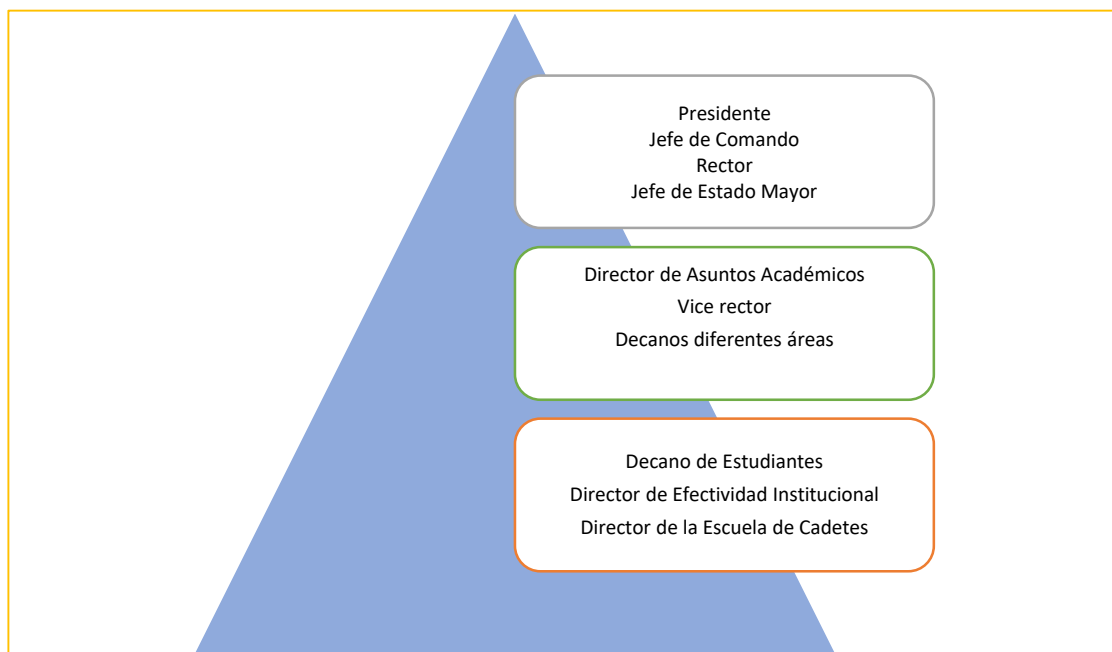 Presidente
Jefe de Comando
Rector
Jefe de Estado Mayor
Director de Asuntos Académicos
Vice rector
Decanos diferentes áreas
Decano de Estudiantes
Director de Efectividad Institucional
Director de la Escuela de Cadetes